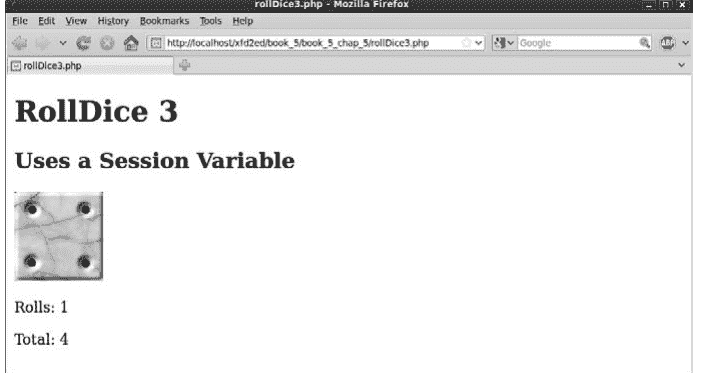 rollDice3.php - Mozilla Firefox
File Edit View History Bookmarks Tools Help
http://localhost/xfd2ed/book_5/book_5_chap_5/rollDice3.php Google ABP
rollDice3.php
RollDice 3
Uses a Session Variable
Rolls: 1
Total: 4